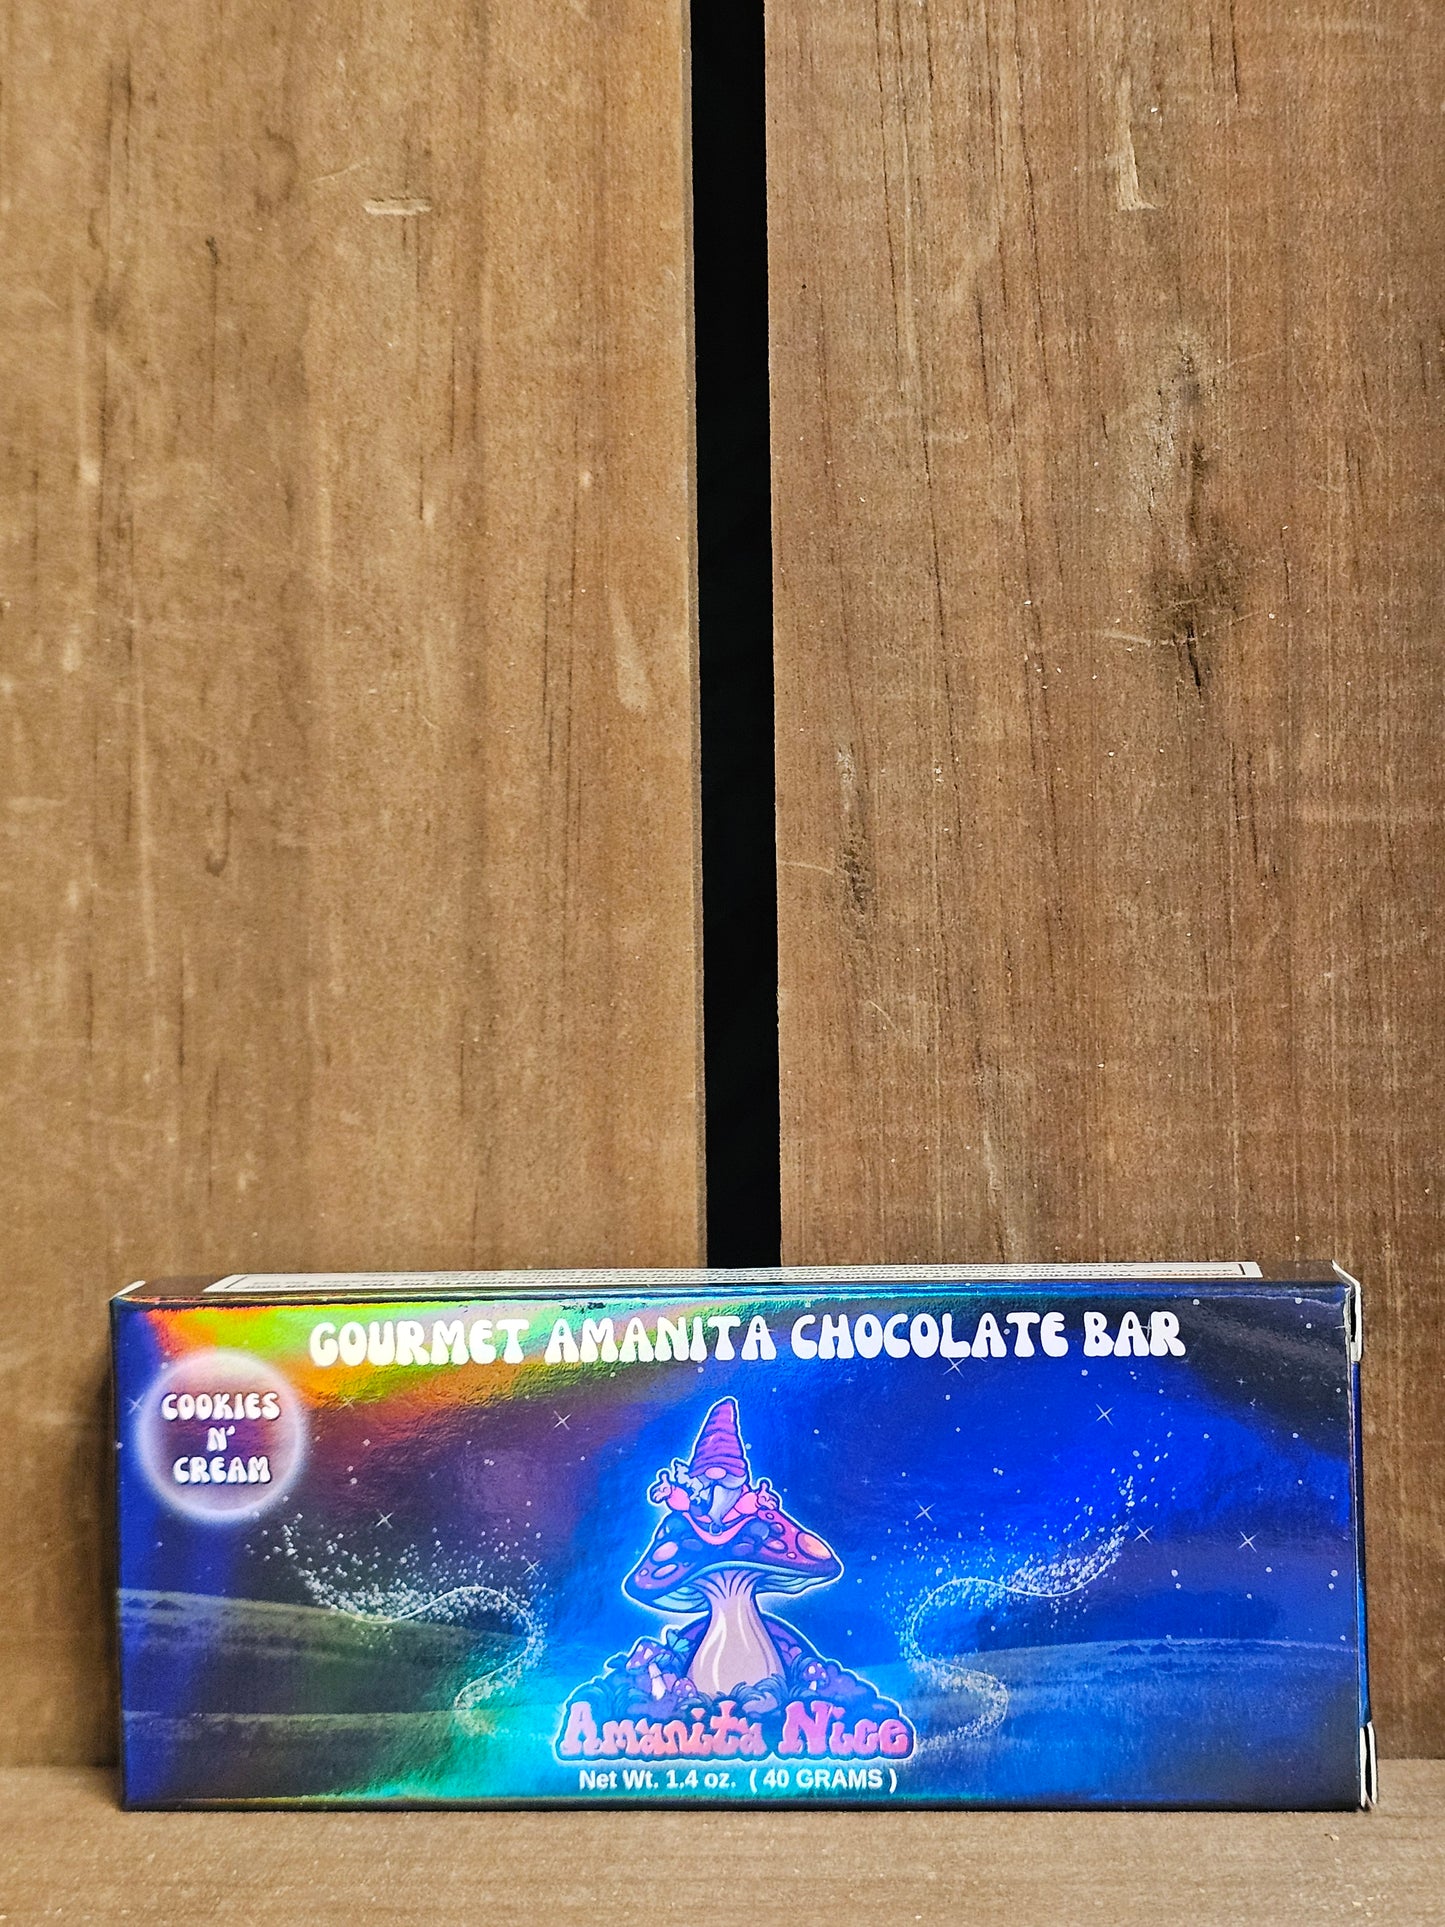 GOURMET AMANITA CHOCOLATE BAR
COOKIES
N'
CREAM
Amanita Nice
Net Wt. 1.4 oz. ( 40 GRAMS )